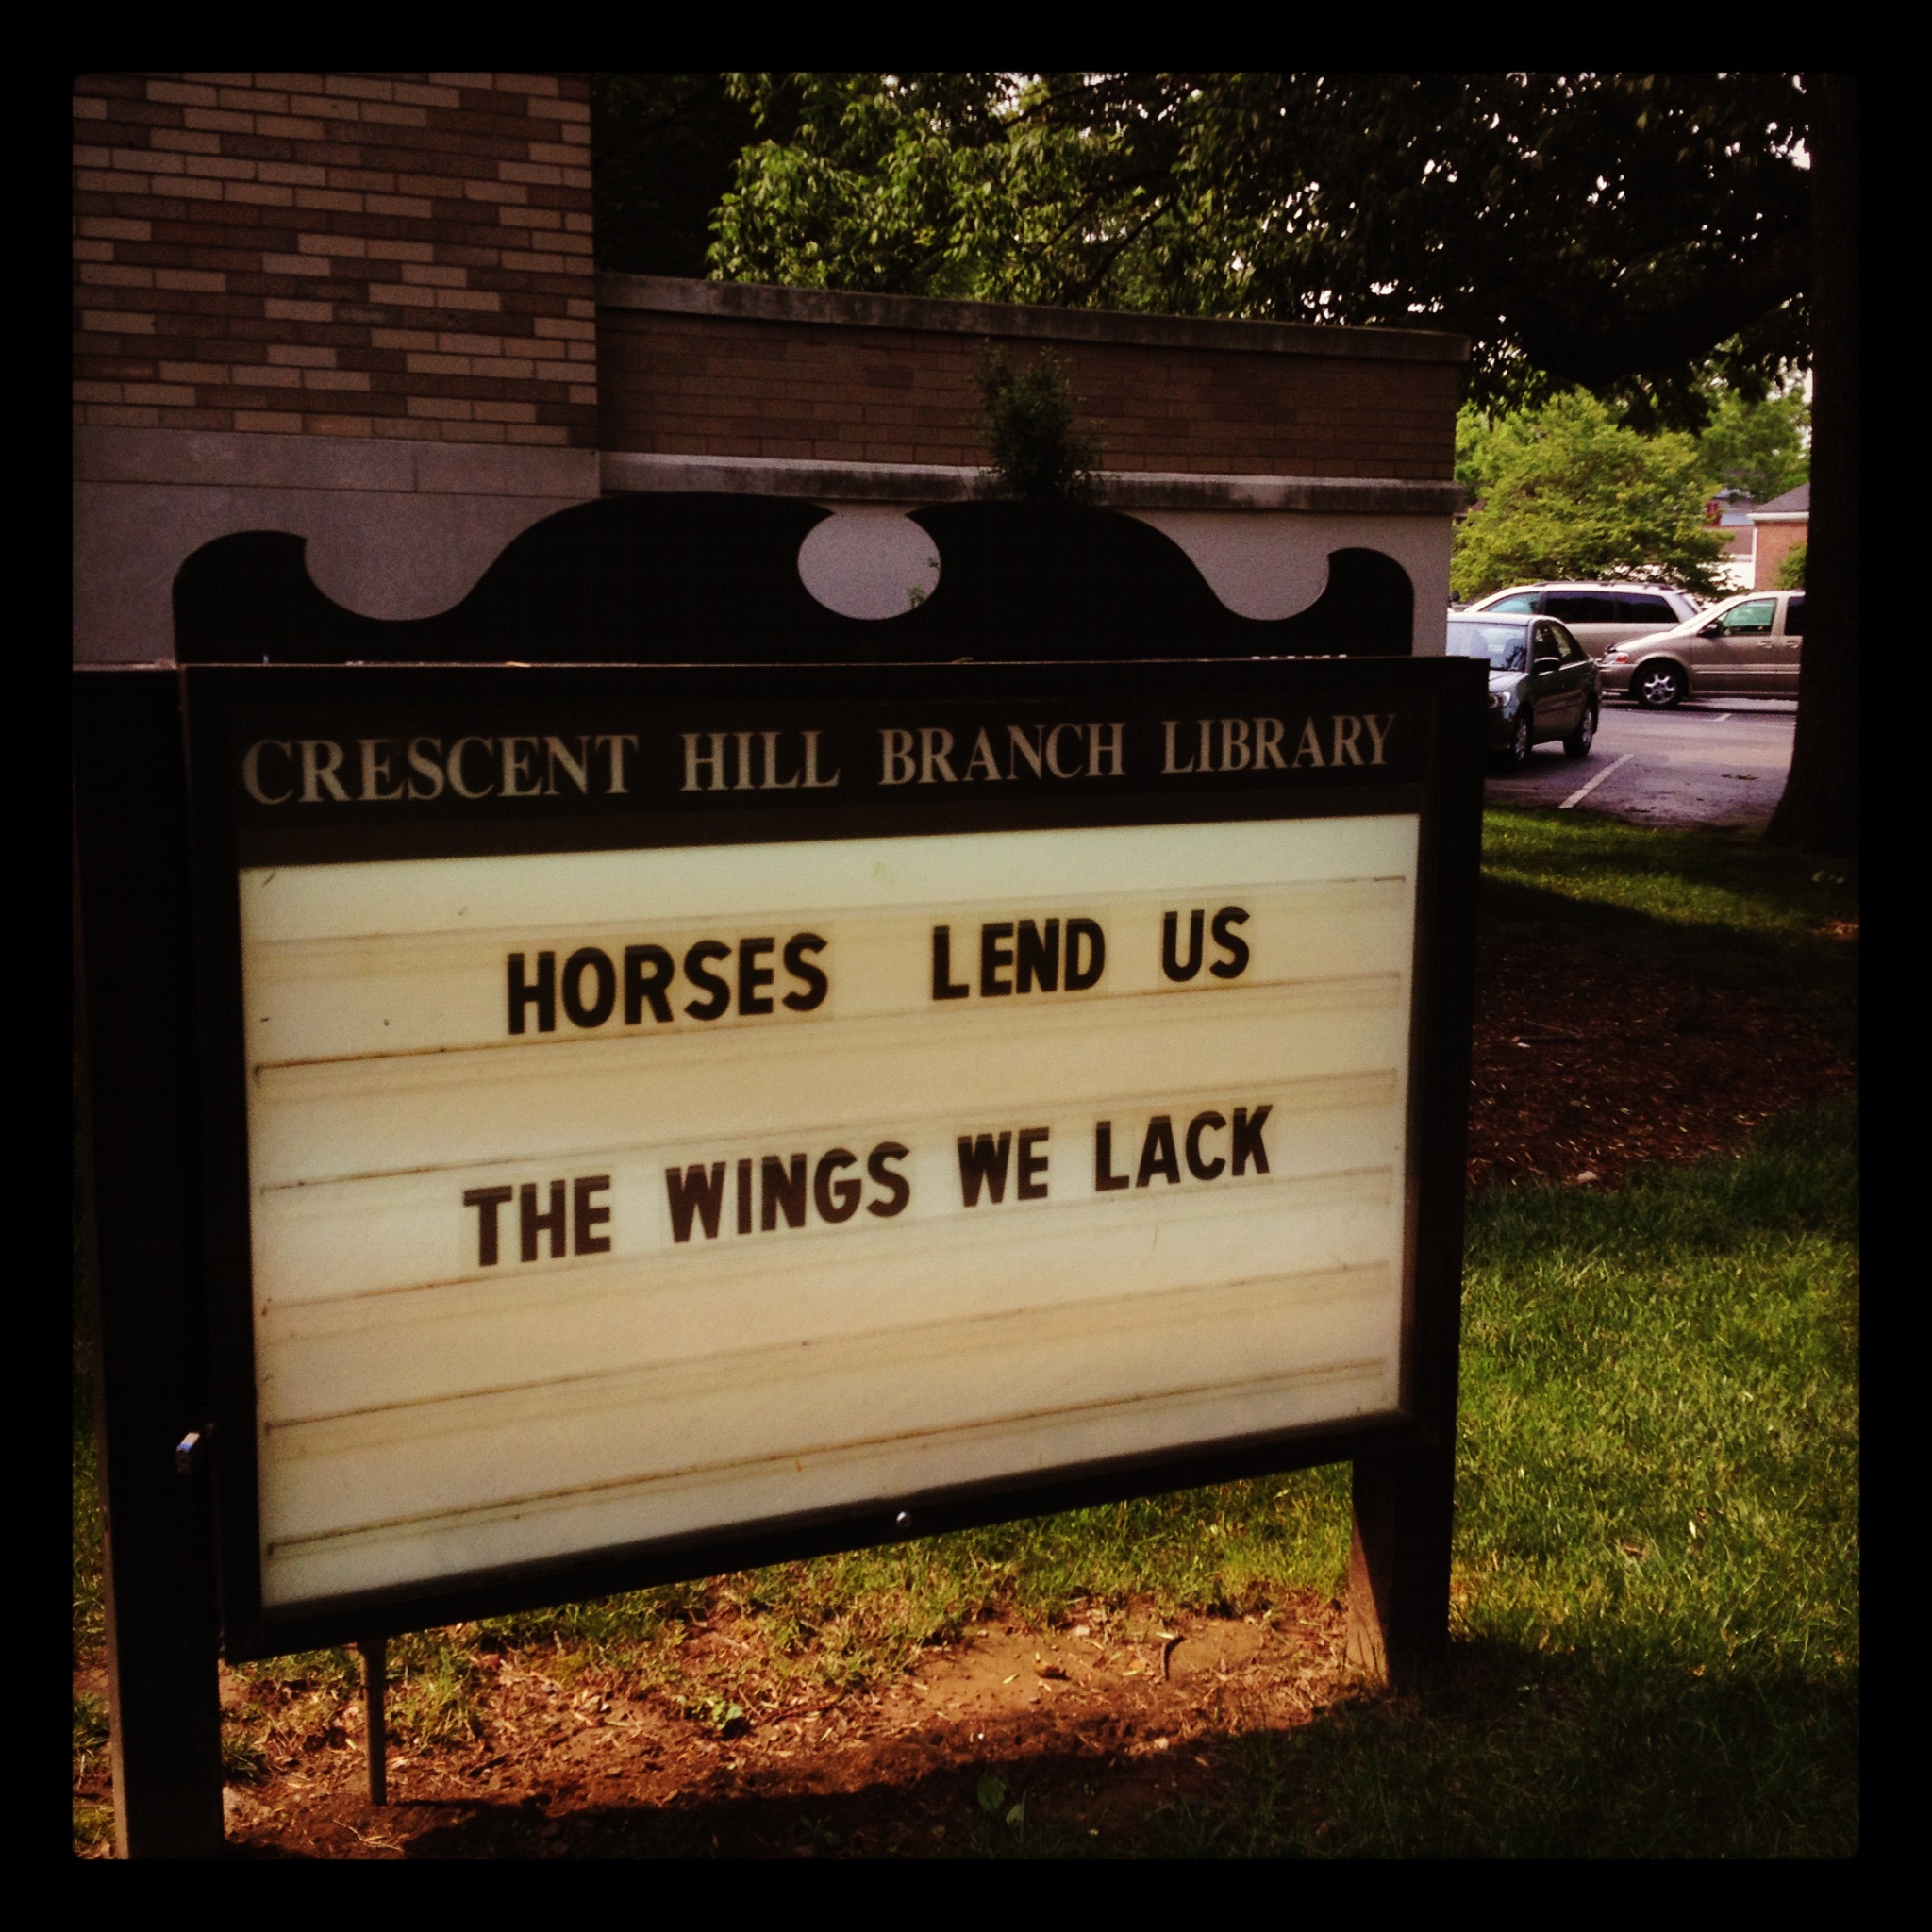 CRESCENT HILL BRANCH LIBRARY
HORSES LEND US
THE WINGS WE LACK